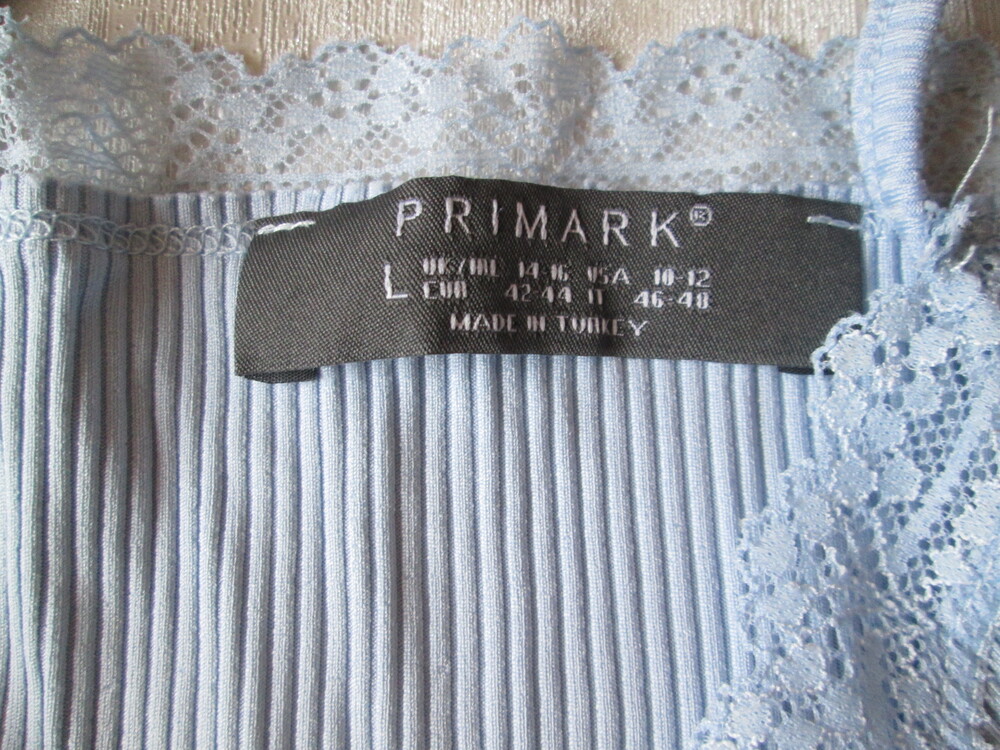 PRIMARK®
L UK/IRL 14-16 USA 10-12
EUR 42-44 IT 46-48
MADE IN TURKEY